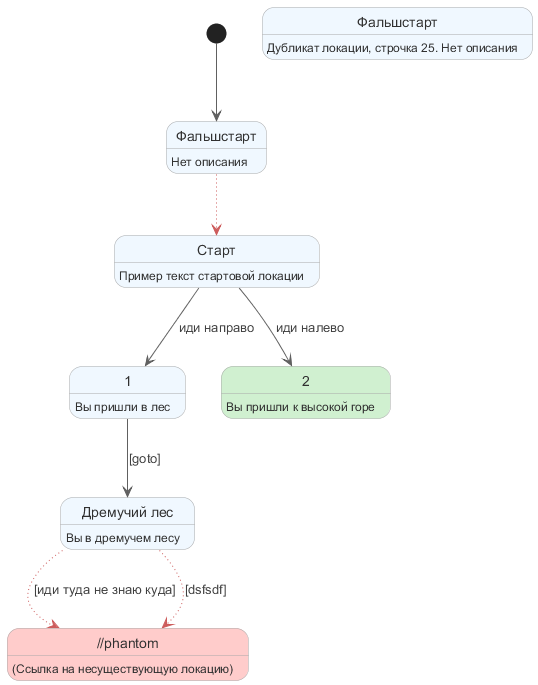 Фальшстарт
Дубликат локации, строчка 25. Нет описания
Фальшстарт
Нет описания
Старт
Пример текст стартовой локации
иди направо
иди налево
1
Вы пришли в лес
2
Вы пришли к высокой горе
[goto]
Дремучий лес
Вы в дремучем лесу
[иди туда не знаю куда]
[dsfsdf]
//phantom
(Ссылка на несуществующую локацию)